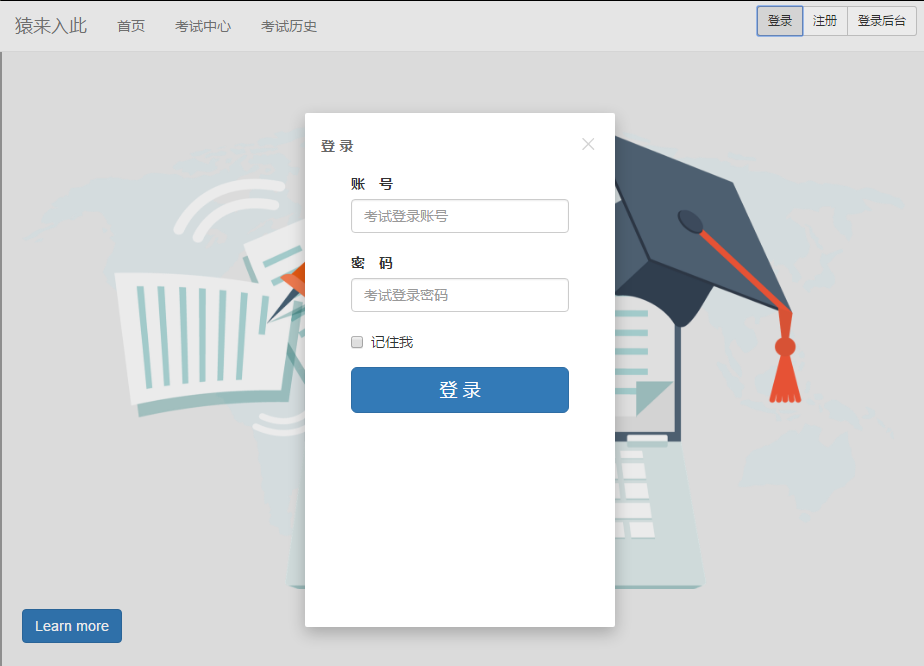 猿来入此 首页 考试中心 考试历史 登录 注册 登录后台
登 录 ×
账 号
考试登录账号
密 码
考试登录密码
记住我
登 录
Learn more